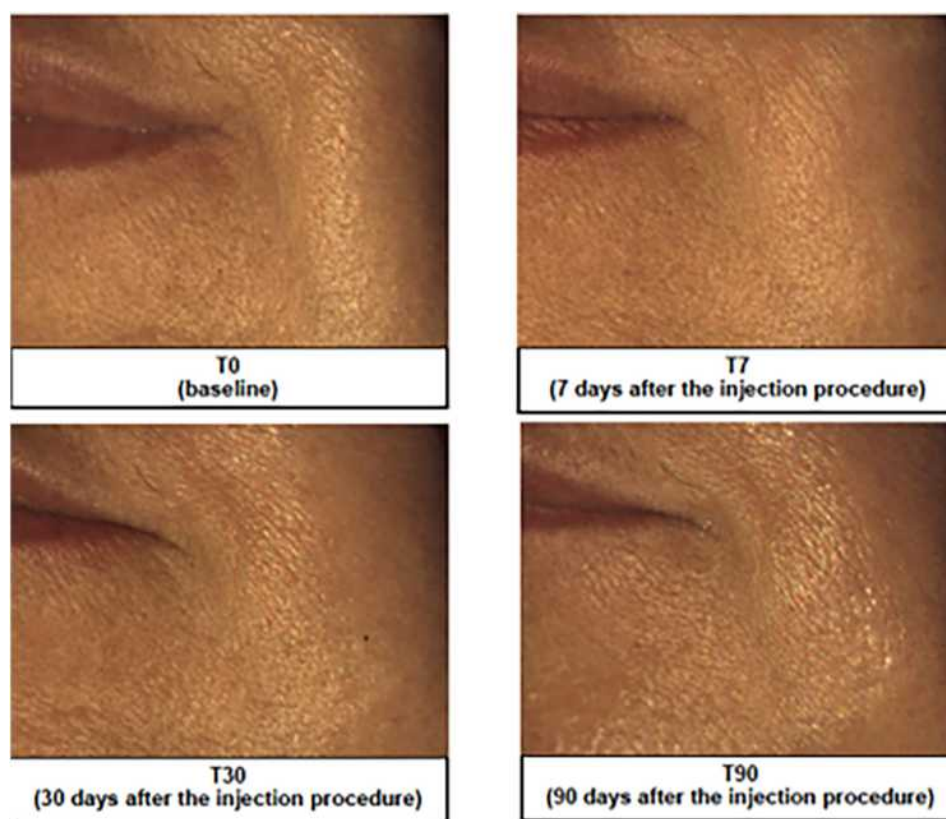 T0
(baseline)
T7
(7 days after the injection procedure)
T30
(30 days after the injection procedure)
T90
(90 days after the injection procedure)